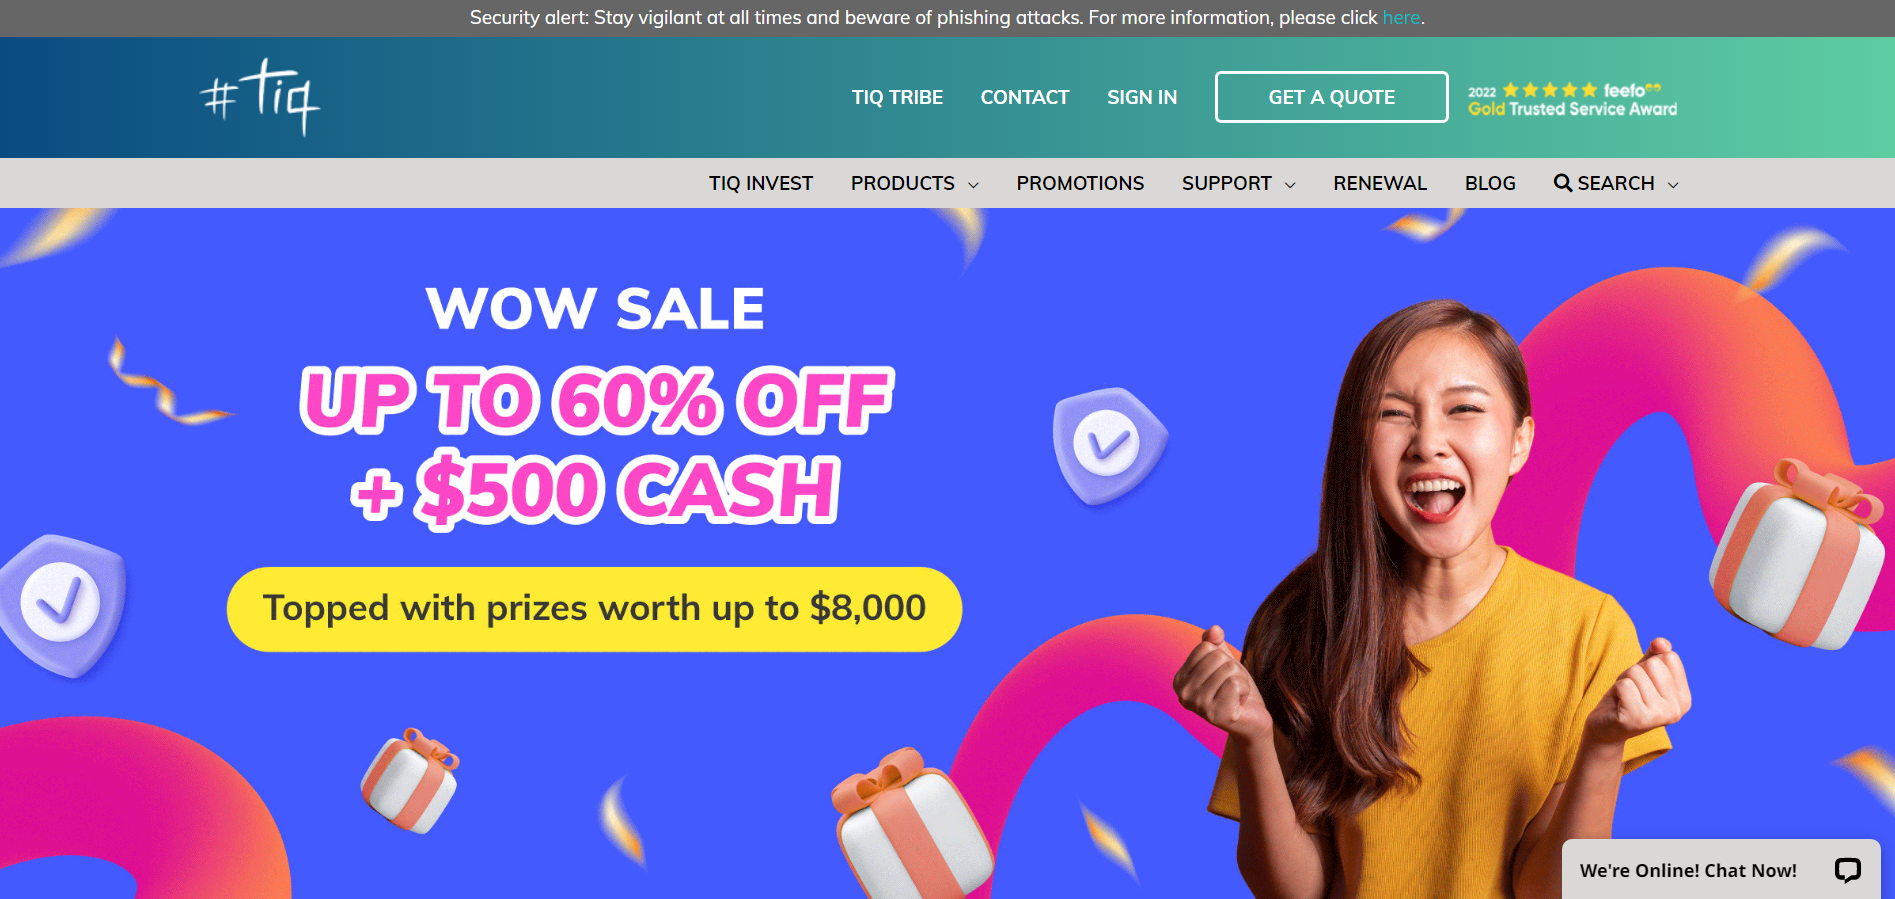 Security alert: Stay vigilant at all times and beware of phishing attacks. For more information, please click here.
#Tiq
TIQ TRIBE
CONTACT
SIGN IN
GET A QUOTE
2022 feefo
Gold Trusted Service Award
TIQ INVEST
PRODUCTS
PROMOTIONS
SUPPORT
RENEWAL
BLOG
SEARCH
WOW SALE
UP TO 60% OFF
+ $500 CASH
Topped with prizes worth up to $8,000
We're Online! Chat Now!